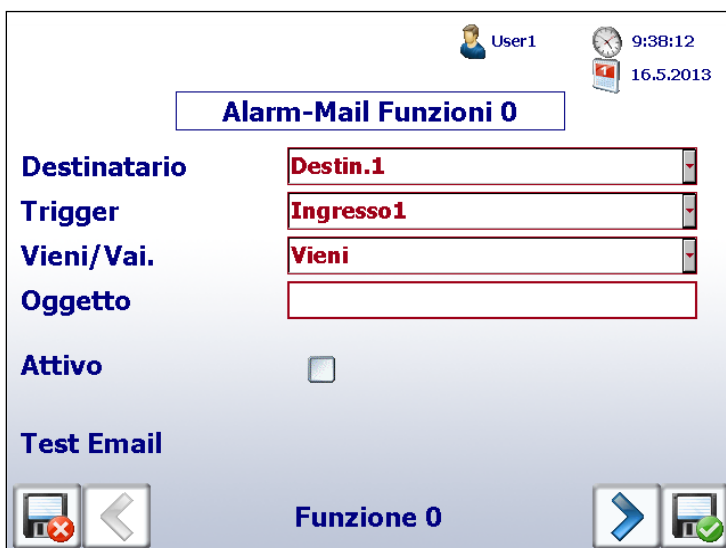 User1
9:38:12
1
16.5.2013
Alarm-Mail Funzioni 0
Destinatario Destin.1
Trigger Ingresso1
Vieni/Vai. Vieni
Oggetto
Attivo
Test Email
Funzione 0